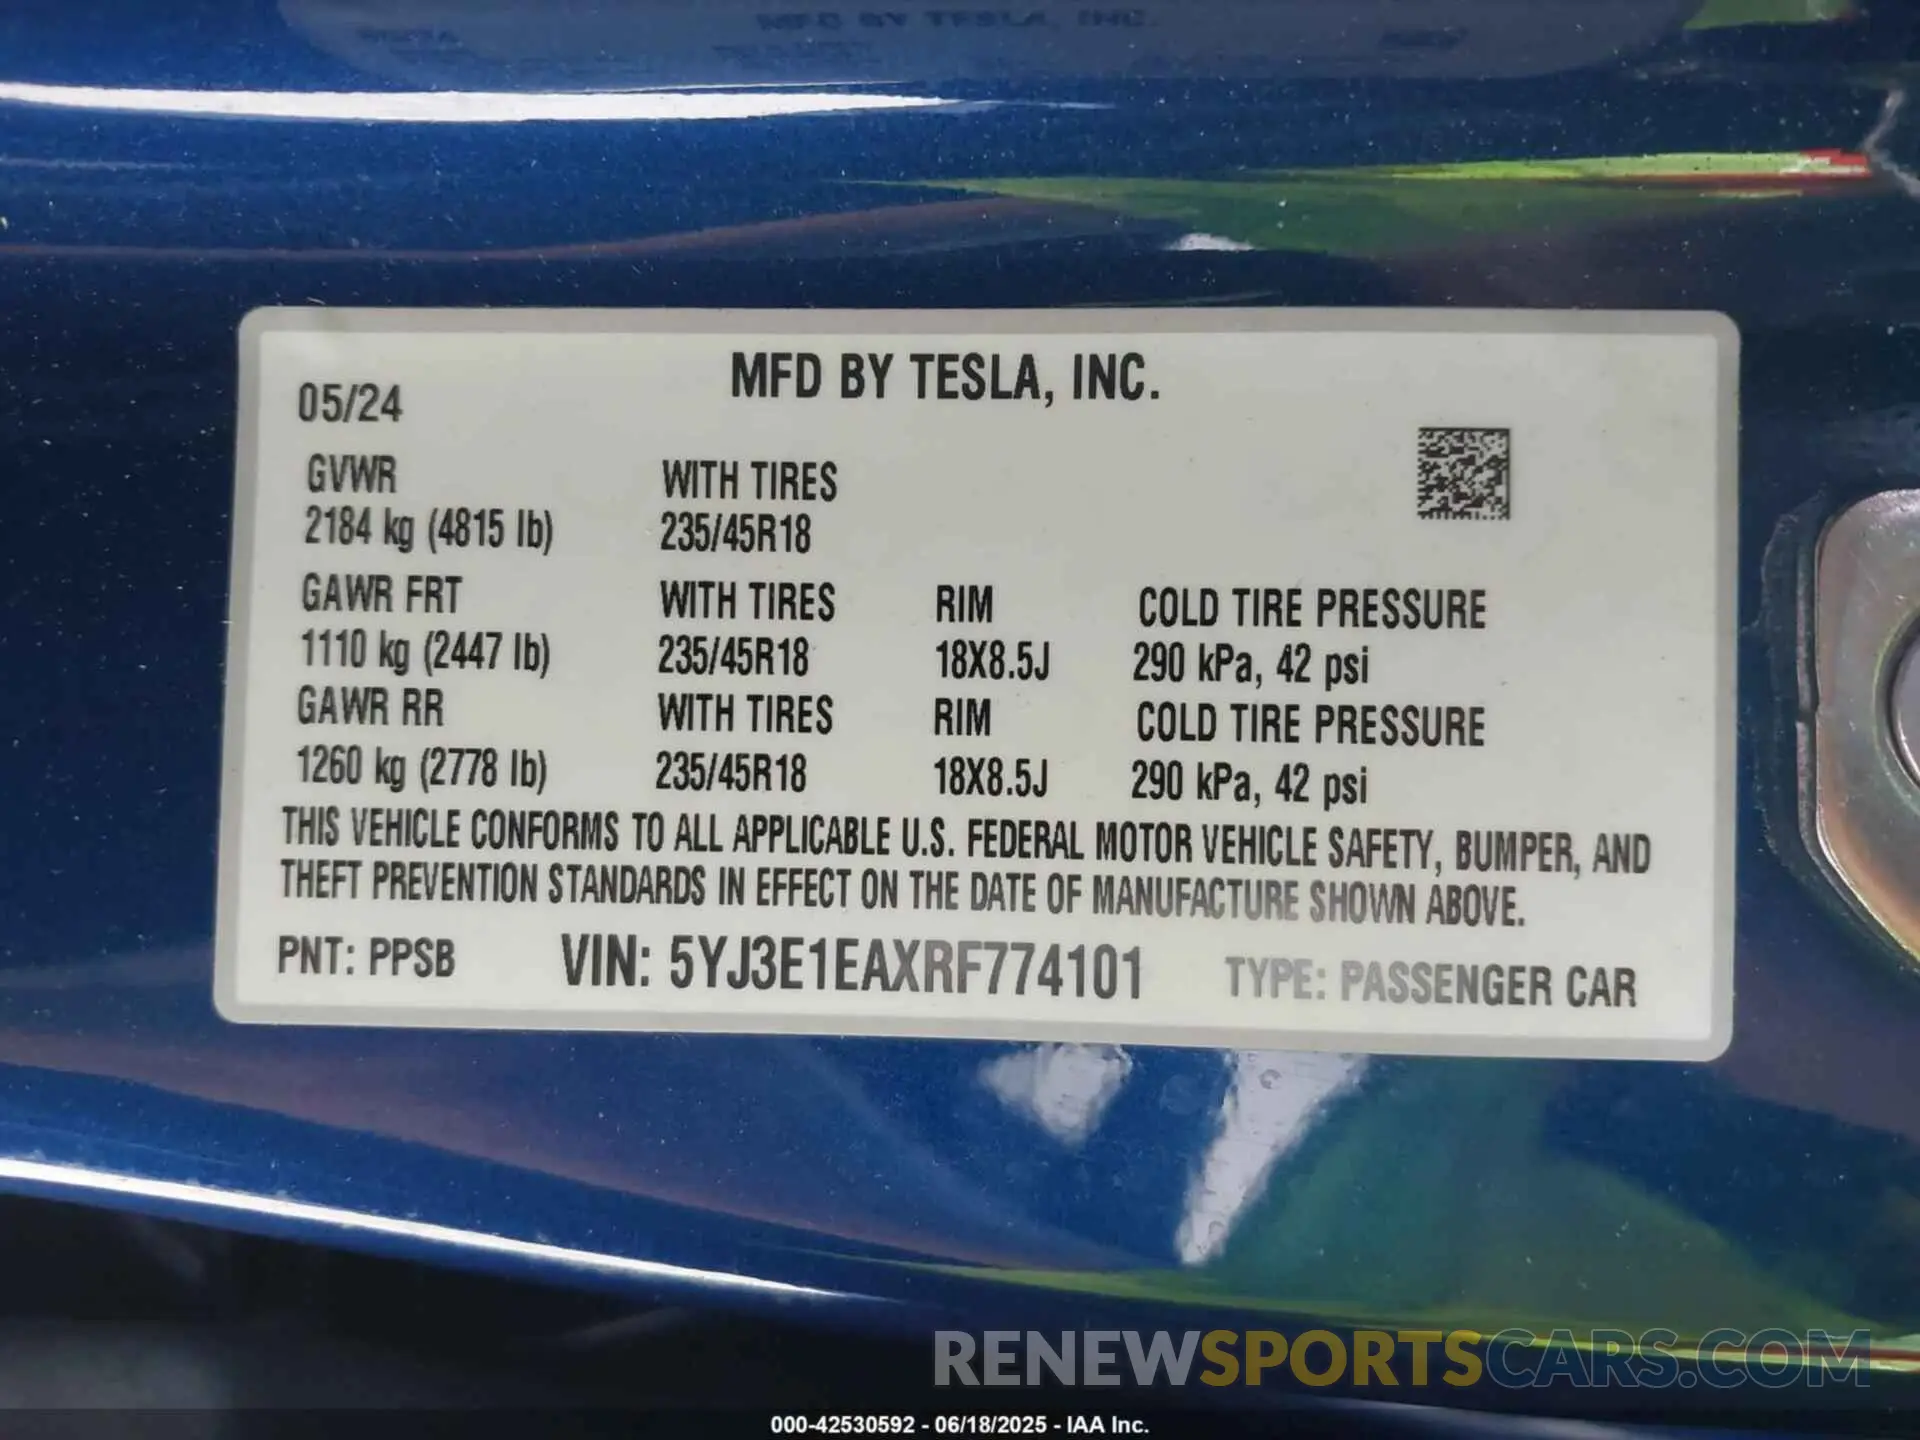 MFD BY TESLA, INC.
MFD BY TESLA, INC.
05/24
GVWR WITH TIRES
2184 kg (4815 lb) 235/45R18
GAWR FRT WITH TIRES RIM COLD TIRE PRESSURE
1110 kg (2447 lb) 235/45R18 18X8.5J 290 kPa, 42 psi
GAWR RR WITH TIRES RIM COLD TIRE PRESSURE
1260 kg (2778 lb) 235/45R18 18X8.5J 290 kPa, 42 psi
THIS VEHICLE CONFORMS TO ALL APPLICABLE U.S. FEDERAL MOTOR VEHICLE SAFETY, BUMPER, AND
THEFT PREVENTION STANDARDS IN EFFECT ON THE DATE OF MANUFACTURE SHOWN ABOVE.
PNT: PPSB VIN: 5YJ3E1EAXRF774101 TYPE: PASSENGER CAR
RENEWSPORTSCARS.COM
000-42530592 - 06/18/2025 - IAA Inc.